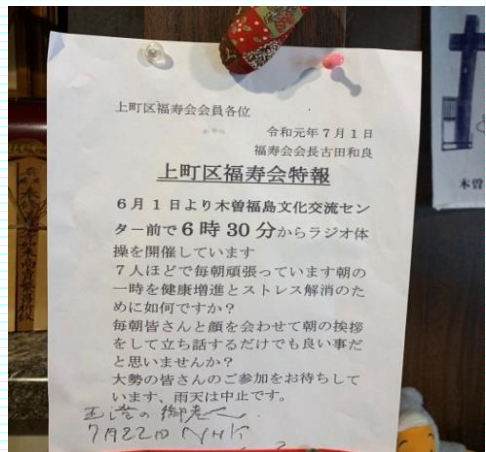 上町区福寿会会員各位
令和元年7月1日
福寿会会長古田和良
上町区福寿会特報
6月1日より木曽福島文化交流セン
ター前で6時30分からラジオ体
操を開催しています
7人ほどで毎朝頑張っています朝の
一時を健康増進とストレス解消のた
めに如何ですか?
毎朝皆さんと顔を会わせて朝の挨拶
をして立ち話するだけでも良い事だ
と思いませんか?
大勢の皆さんのご参加をお待ちして
います、雨天は中止です。
7月22日 NHK
木曽